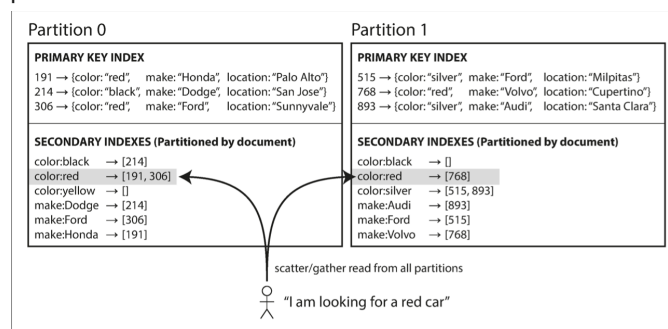 Partition 0
PRIMARY KEY INDEX
191 → {color: “red”, make: “Honda”, location: “Palo Alto”}
214 → {color: “black”, make: “Dodge”, location: “San Jose”}
306 → {color: “red”, make: “Ford”, location: “Sunnyvale”}
SECONDARY INDEXES (Partitioned by document)
color:black → [214]
color:red → [191, 306]
color:yellow → []
make:Dodge → [214]
make:Ford → [306]
make:Honda → [191]
Partition 1
PRIMARY KEY INDEX
515 → {color: “silver”, make: “Ford”, location: “Milpitas”}
768 → {color: “red”, make: “Volvo”, location: “Cupertino”}
893 → {color: “silver”, make: “Audi”, location: “Santa Clara”}
SECONDARY INDEXES (Partitioned by document)
color:black → []
color:red → [768]
color:silver → [515, 893]
make:Audi → [893]
make:Ford → [515]
make:Volvo → [768]
scatter/gather read from all partitions
“I am looking for a red car”